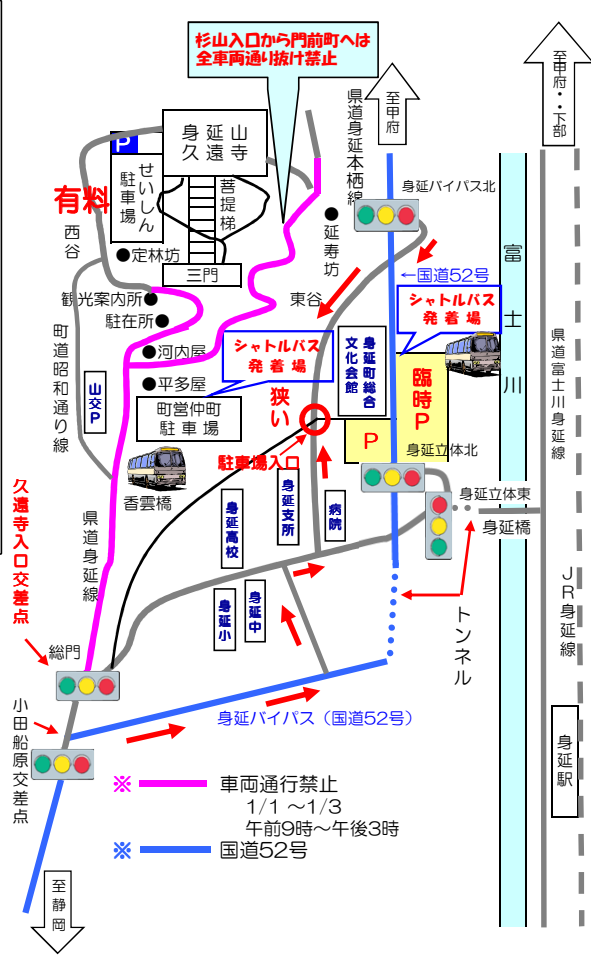 杉山入口から門前町へは
全車両通り抜け禁止
至甲府
至甲府・・下部
県道身延本栖線
身延山
久遠寺
P
せいしん
駐車場
菩提梯
有料
西谷
三門
定林坊
観光案内所
駐在所
河内屋
平多屋
町営仲町
駐車場
山交P
町道昭和通り線
香雲橋
延寿坊
東谷
身延バイパス北
←国道52号
シャトルバス
発着場
シャトルバス
発着場
身延町総合
文化会館
臨時P
P
狭い
駐車場入口
身延立体北
身延立体東
身延橋
富士川
県道富士川身延線
JR身延線
身延駅
トンネル
病院
身延支所
身延高校
身延中
身延小
県道身延線
久遠寺入口交差点
総門
小田船原交差点
身延バイパス（国道52号）
至静岡
※ 車両通行禁止
1/1 ～1/3
午前9時～午後3時
※ 国道52号